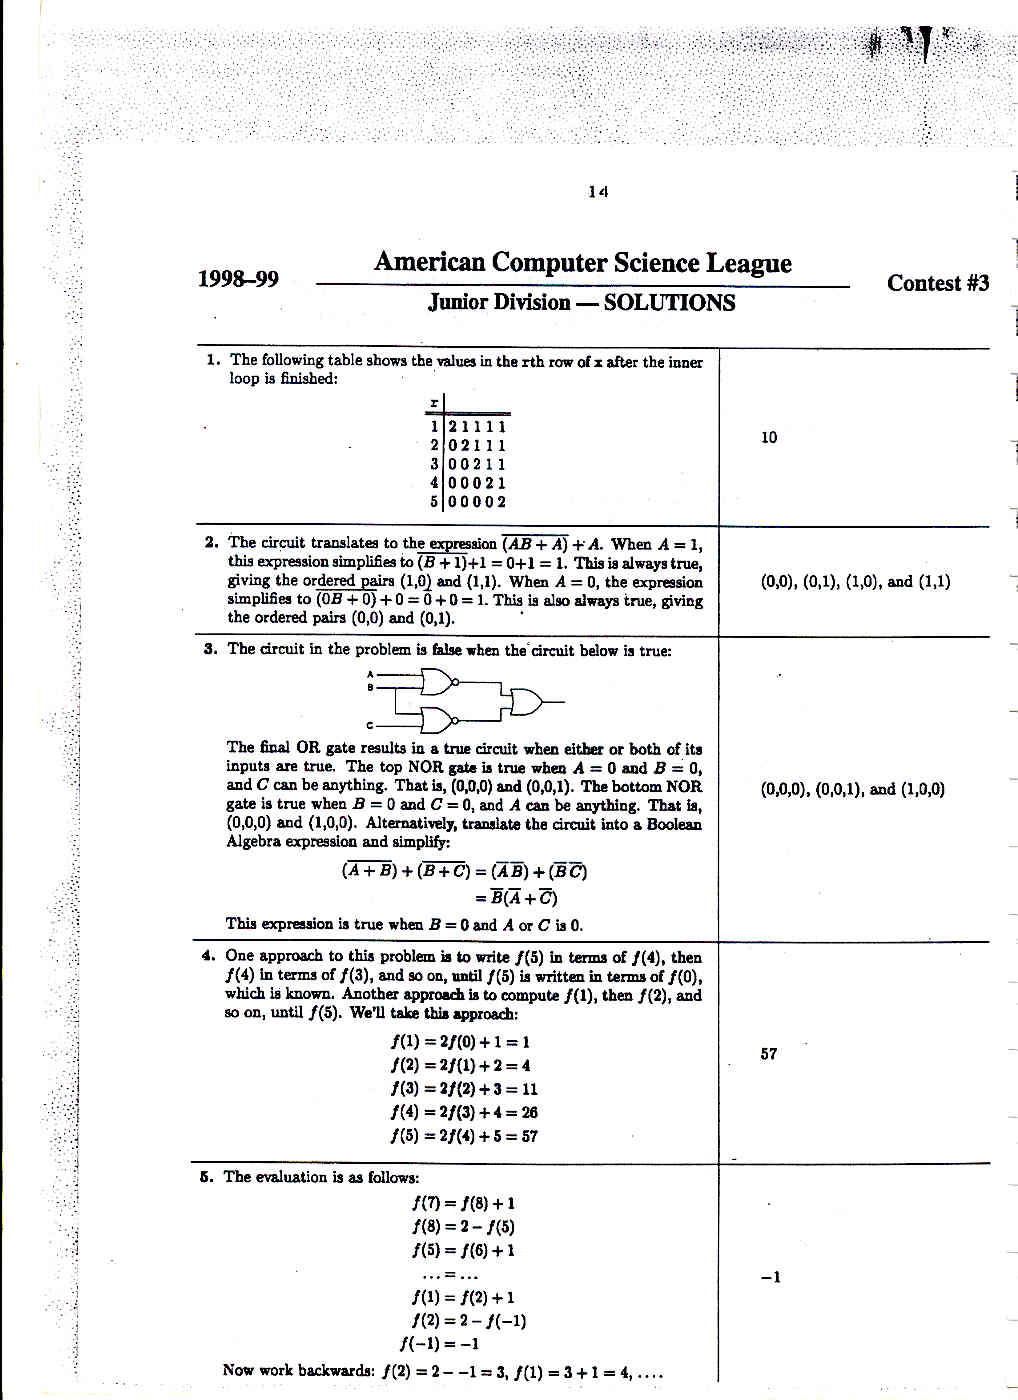 14
American Computer Science League
1998–99
Contest #3
Junior Division — SOLUTIONS
1. The following table shows the values in the rth row of x after the inner
loop is finished:
r
1 2 1 1 1 1
2 0 2 1 1 1
3 0 0 2 1 1
4 0 0 0 2 1
5 0 0 0 0 2
10
2. The circuit translates to the expression (A̅B̅ ̅+̅ ̅A̅) + A. When A = 1,
this expression simplifies to (B̅ ̅+̅ ̅1̅)+1 = 0+1 = 1. This is always true,
giving the ordered pairs (1,0) and (1,1). When A = 0, the expression
simplifies to (0̅B̅ ̅+̅ ̅0̅) + 0 = 0̅ + 0 = 1. This is also always true, giving
the ordered pairs (0,0) and (0,1).
(0,0), (0,1), (1,0), and (1,1)
3. The circuit in the problem is false when the circuit below is true:
A
B
C
The final OR gate results in a true circuit when either or both of its
inputs are true. The top NOR gate is true when A = 0 and B = 0,
and C can be anything. That is, (0,0,0) and (0,0,1). The bottom NOR
gate is true when B = 0 and C = 0, and A can be anything. That is,
(0,0,0) and (1,0,0). Alternatively, translate the circuit into a Boolean
Algebra expression and simplify:
(A̅ ̅+̅ ̅B̅) + (B̅ ̅+̅ ̅C̅) = (A̅ B̅) + (B̅ C̅)
= B̅(A̅ + C̅)
This expression is true when B = 0 and A or C is 0.
(0,0,0), (0,0,1), and (1,0,0)
4. One approach to this problem is to write f(5) in terms of f(4), then
f(4) in terms of f(3), and so on, until f(5) is written in terms of f(0),
which is known. Another approach is to compute f(1), then f(2), and
so on, until f(5). We'll take this approach:
f(1) = 2f(0) + 1 = 1
f(2) = 2f(1) + 2 = 4
f(3) = 2f(2) + 3 = 11
f(4) = 2f(3) + 4 = 26
f(5) = 2f(4) + 5 = 57
57
5. The evaluation is as follows:
f(7) = f(8) + 1
f(8) = 2 − f(5)
f(5) = f(6) + 1
... = ...
f(1) = f(2) + 1
f(2) = 2 − f(−1)
f(−1) = −1
Now work backwards: f(2) = 2 − −1 = 3, f(1) = 3 + 1 = 4, ....
−1